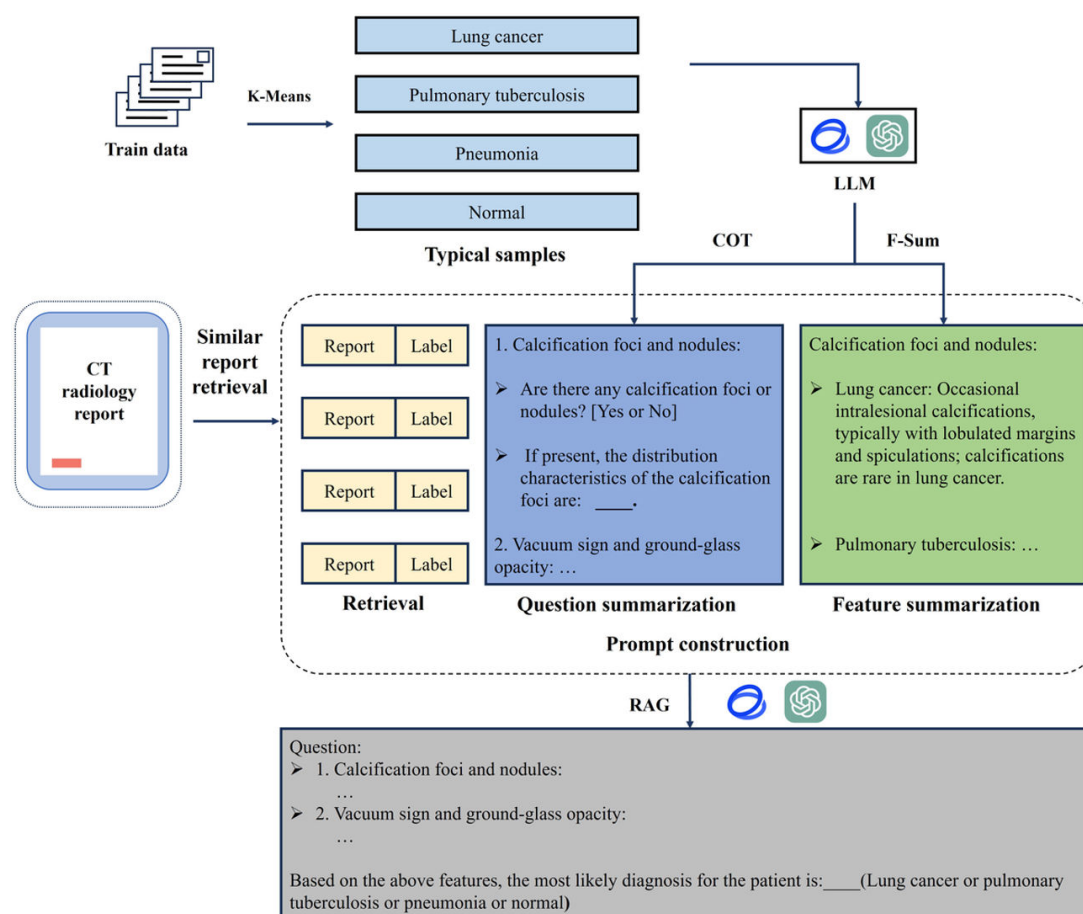 Lung cancer
Pulmonary tuberculosis
Pneumonia
Normal
Typical samples
K-Means
Train data
LLM
COT
F-Sum
CT
radiology
report
Similar
report
retrieval
Report Label
Report Label
Report Label
Report Label
Retrieval
1. Calcification foci and nodules:
➤ Are there any calcification foci or
nodules? [Yes or No]
➤ If present, the distribution
characteristics of the calcification
foci are: ____.
2. Vacuum sign and ground-glass
opacity: …
Question summarization
Calcification foci and nodules:
➤ Lung cancer: Occasional
intralesional calcifications,
typically with lobulated margins
and spiculations; calcifications
are rare in lung cancer.
➤ Pulmonary tuberculosis: …
Feature summarization
Prompt construction
RAG
Question:
➤ 1. Calcification foci and nodules:
…
➤ 2. Vacuum sign and ground-glass opacity:
…
Based on the above features, the most likely diagnosis for the patient is:____(Lung cancer or pulmonary
tuberculosis or pneumonia or normal)